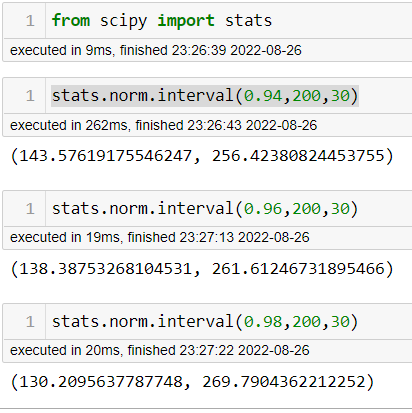 1 from scipy import stats
executed in 9ms, finished 23:26:39 2022-08-26
1 stats.norm.interval(0.94,200,30)
executed in 262ms, finished 23:26:43 2022-08-26
(143.57619175546247, 256.42380824453755)
1 stats.norm.interval(0.96,200,30)
executed in 19ms, finished 23:27:13 2022-08-26
(138.38753268104531, 261.61246731895466)
1 stats.norm.interval(0.98,200,30)
executed in 20ms, finished 23:27:22 2022-08-26
(130.2095637787748, 269.7904362212252)